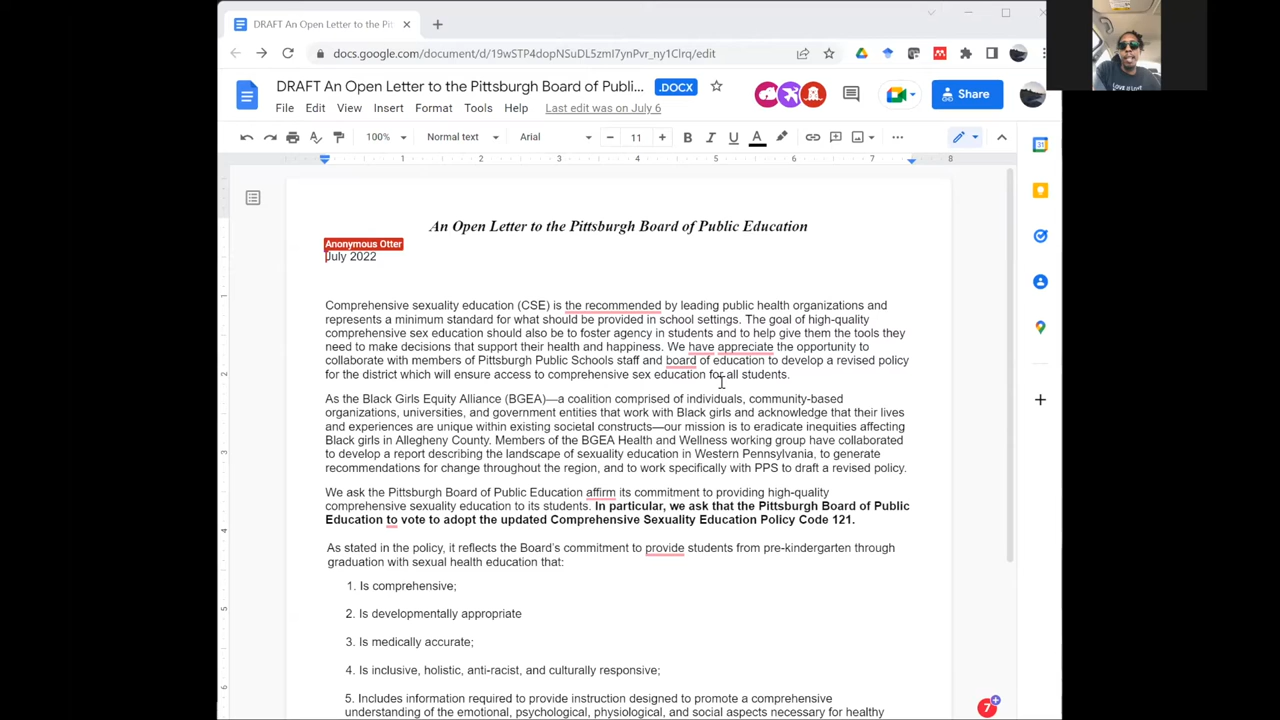 DRAFT An Open Letter to the Pit
docs.google.com/document/d/19wSTP4dopNSuDL5zmI7ynPvr_ny1Clrq/edit
DRAFT An Open Letter to the Pittsburgh Board of Publi... .DOCX
Share
File Edit View Insert Format Tools Help Last edit was on July 6
100% Normal text Arial 11 B I U A
1 2 3 4 5 6 7 8
An Open Letter to the Pittsburgh Board of Public Education
Anonymous Otter
July 2022
Comprehensive sexuality education (CSE) is the recommended by leading public health organizations and
represents a minimum standard for what should be provided in school settings. The goal of high-quality
comprehensive sex education should also be to foster agency in students and to help give them the tools they
need to make decisions that support their health and happiness. We have appreciate the opportunity to
collaborate with members of Pittsburgh Public Schools staff and board of education to develop a revised policy
for the district which will ensure access to comprehensive sex education for all students.
As the Black Girls Equity Alliance (BGEA)—a coalition comprised of individuals, community-based
organizations, universities, and government entities that work with Black girls and acknowledge that their lives
and experiences are unique within existing societal constructs—our mission is to eradicate inequities affecting
Black girls in Allegheny County. Members of the BGEA Health and Wellness working group have collaborated
to develop a report describing the landscape of sexuality education in Western Pennsylvania, to generate
recommendations for change throughout the region, and to work specifically with PPS to draft a revised policy.
We ask the Pittsburgh Board of Public Education affirm its commitment to providing high-quality
comprehensive sexuality education to its students. In particular, we ask that the Pittsburgh Board of Public
Education to vote to adopt the updated Comprehensive Sexuality Education Policy Code 121.
As stated in the policy, it reflects the Board's commitment to provide students from pre-kindergarten through
graduation with sexual health education that:
1. Is comprehensive;
2. Is developmentally appropriate
3. Is medically accurate;
4. Is inclusive, holistic, anti-racist, and culturally responsive;
5. Includes information required to provide instruction designed to promote a comprehensive
understanding of the emotional, psychological, physiological, and social aspects necessary for healthy
7